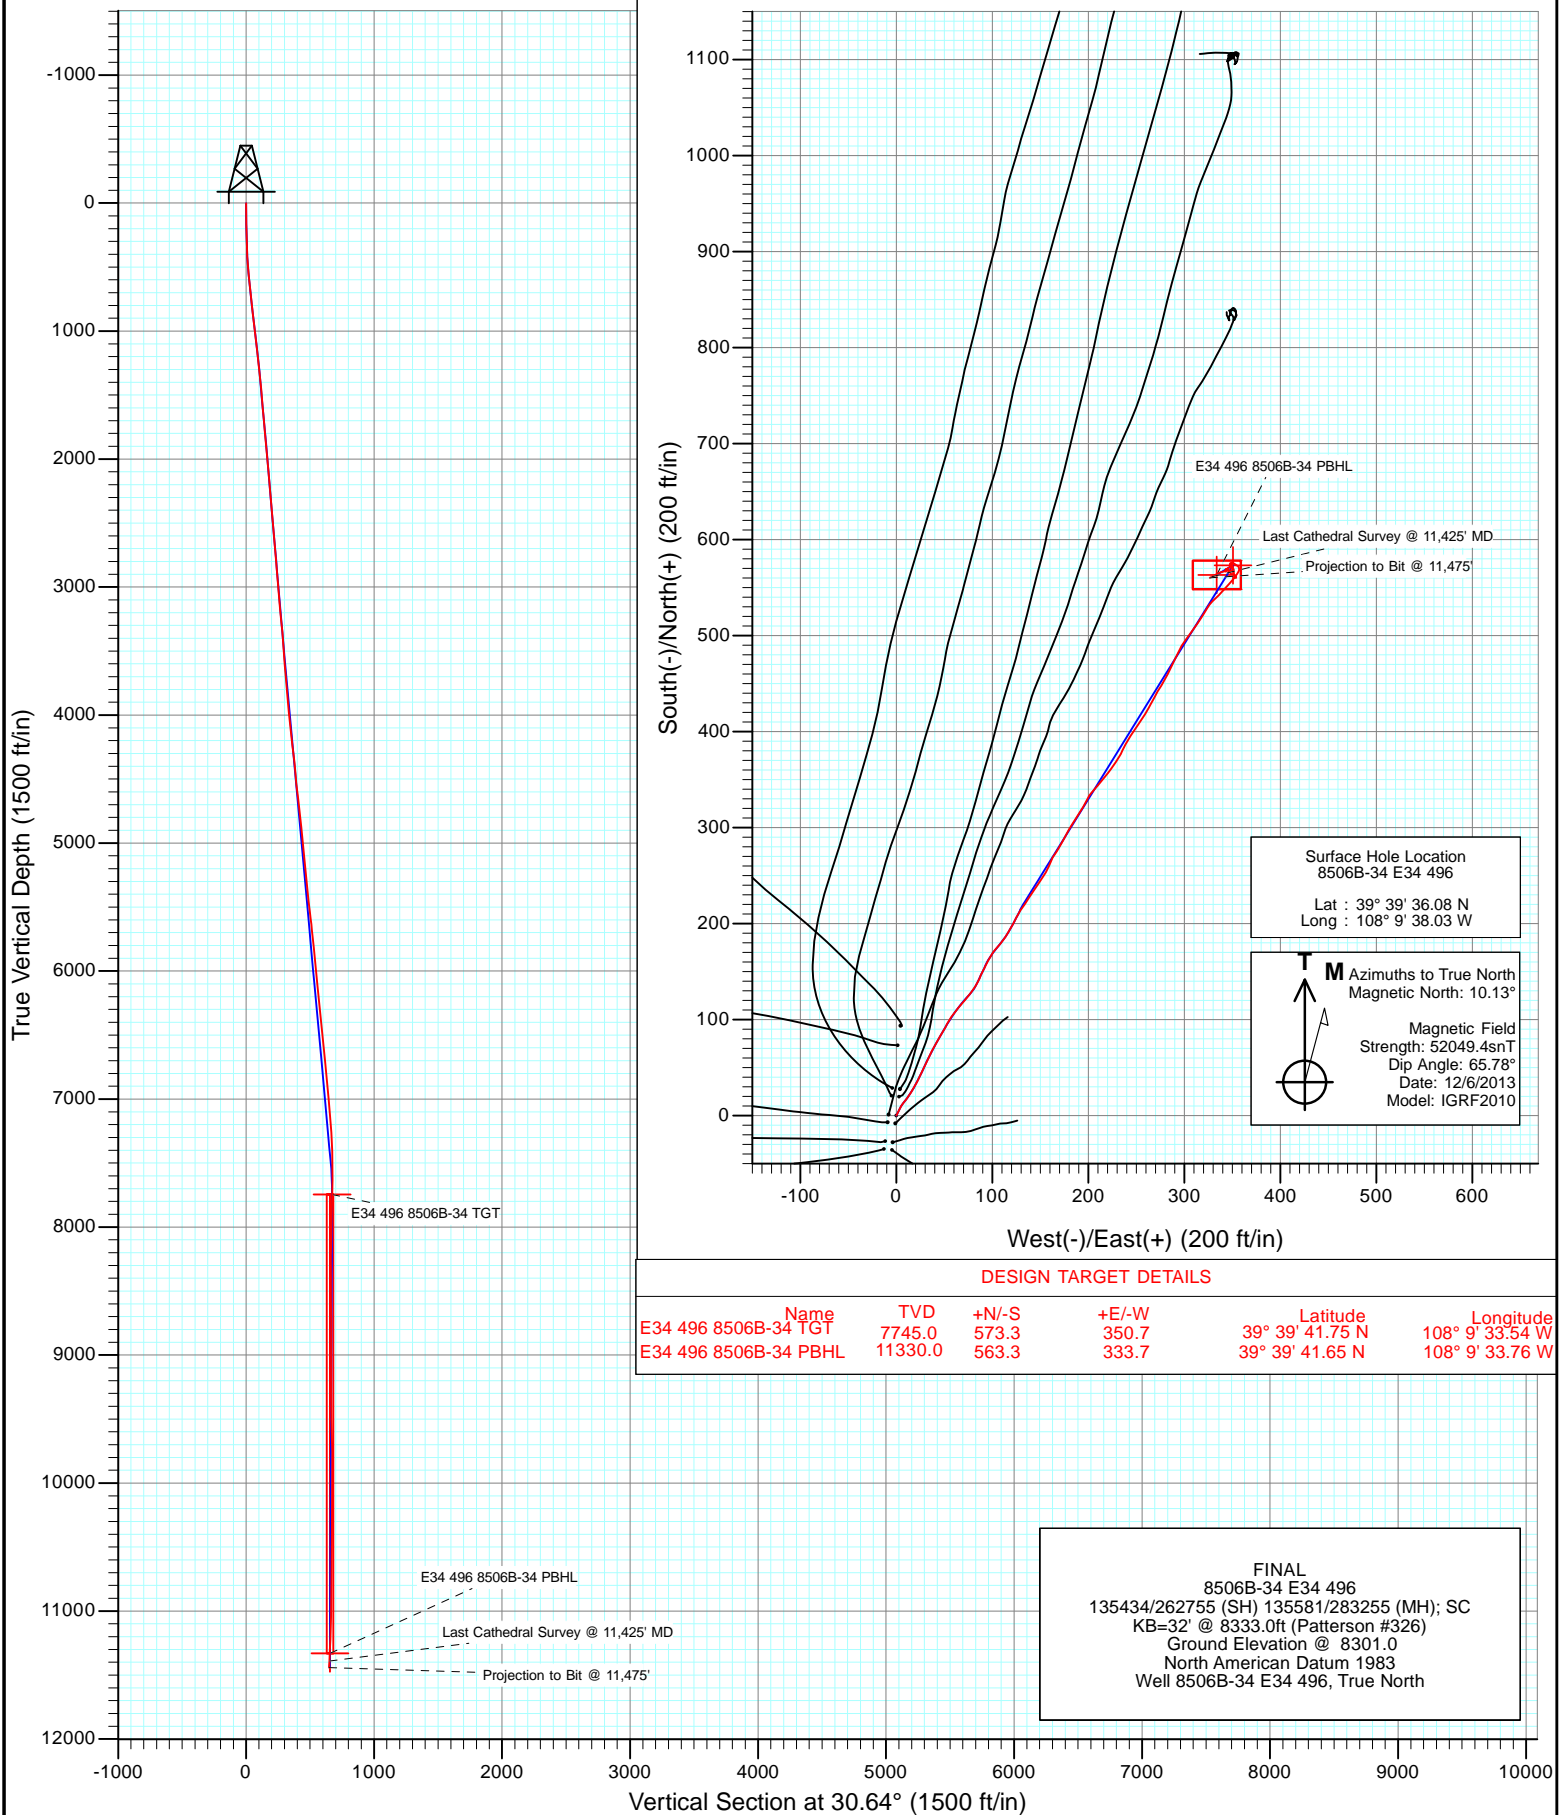 -1000
0
1000
2000
3000
4000
5000
6000
7000
8000
9000
10000
11000
12000
True Vertical Depth (1500 ft/in)
-1000
0
1000
2000
3000
4000
5000
6000
7000
8000
9000
10000
Vertical Section at 30.64° (1500 ft/in)
E34 496 8506B-34 TGT
E34 496 8506B-34 PBHL
Last Cathedral Survey @ 11,425' MD
Projection to Bit @ 11,475'
1100
1000
900
800
700
600
500
400
300
200
100
0
South(-)/North(+) (200 ft/in)
-100
0
100
200
300
400
500
600
West(-)/East(+) (200 ft/in)
E34 496 8506B-34 PBHL
Last Cathedral Survey @ 11,425' MD
Projection to Bit @ 11,475'
Surface Hole Location
8506B-34 E34 496
Lat : 39° 39' 36.08 N
Long : 108° 9' 38.03 W
T
M
Azimuths to True North
Magnetic North: 10.13°
Magnetic Field
Strength: 52049.4snT
Dip Angle: 65.78°
Date: 12/6/2013
Model: IGRF2010
DESIGN TARGET DETAILS
Name TVD +N/-S +E/-W Latitude Longitude
E34 496 8506B-34 TGT 7745.0 573.3 350.7 39° 39' 41.75 N 108° 9' 33.54 W
E34 496 8506B-34 PBHL 11330.0 563.3 333.7 39° 39' 41.65 N 108° 9' 33.76 W
FINAL
8506B-34 E34 496
135434/262755 (SH) 135581/283255 (MH); SC
KB=32' @ 8333.0ft (Patterson #326)
Ground Elevation @ 8301.0
North American Datum 1983
Well 8506B-34 E34 496, True North